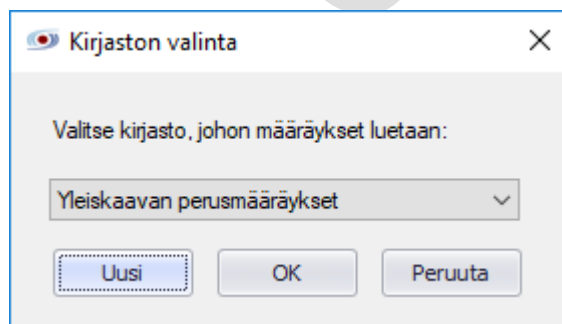 Kirjaston valinta
Valitse kirjasto, johon määräykset luetaan:
Yleiskaavan perusmääräykset
Uusi OK Peruuta